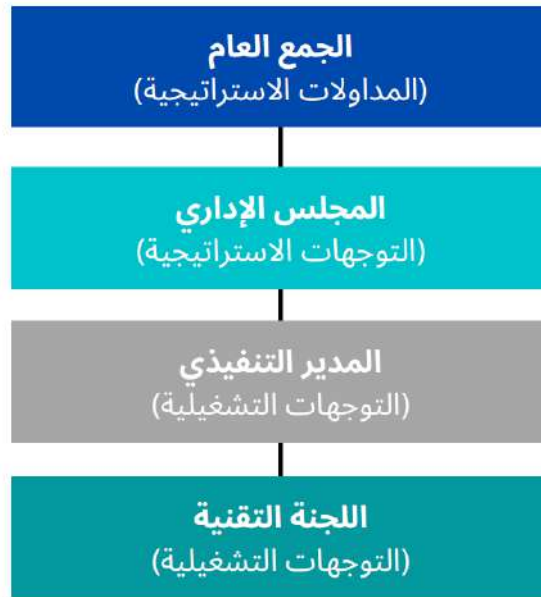 الجمع العام
(المداولات الاستراتيجية)
المجلس الإداري
(التوجهات الاستراتيجية)
المدير التنفيذي
(التوجهات التشغيلية)
اللجنة التقنية
(التوجهات التشغيلية)